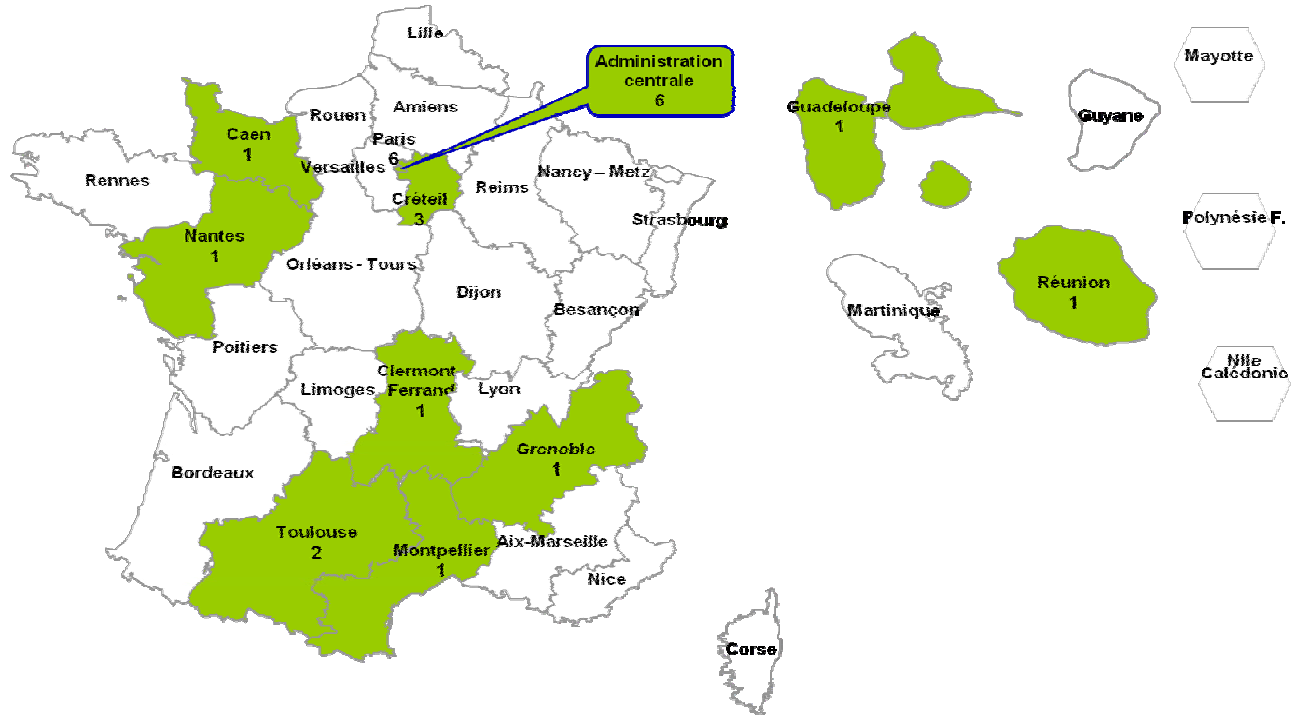 Lille
Administration
centrale
6
Mayotte
Rouen
Amiens
Guadeloupe
1
Guyane
Caen
1
Paris
6
Versailles
Rennes
Créteil
3
Reims
Nancy – Metz
Strasbourg
Polynésie F.
Nantes
1
Orléans - Tours
Dijon
Besançon
Martinique
Réunion
1
Poitiers
Limoges
Clermont
Ferrand
1
Lyon
Nlle
Calédonie
Bordeaux
Grenoble
1
Toulouse
2
Montpellier
1
Aix-Marseille
Nice
Corse